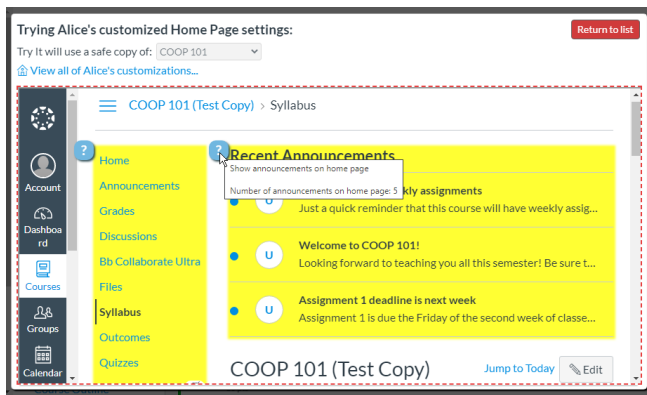 Trying Alice's customized Home Page settings:
Return to list
Try It will use a safe copy of: COOP 101
View all of Alice's customizations...
COOP 101 (Test Copy) > Syllabus
Account
Dashboa
rd
Courses
Groups
Calendar
?
Home
Announcements
Grades
Discussions
Bb Collaborate Ultra
Files
Syllabus
Outcomes
Quizzes
?
Recent Announcements
Show announcements on home page
Number of announcements on home page: 5
kly assignments
U
Just a quick reminder that this course will have weekly assig...
Welcome to COOP 101!
U
Looking forward to teaching you all this semester! Be sure t...
Assignment 1 deadline is next week
U
Assignment 1 is due the Friday of the second week of classe...
COOP 101 (Test Copy)
Jump to Today
Edit